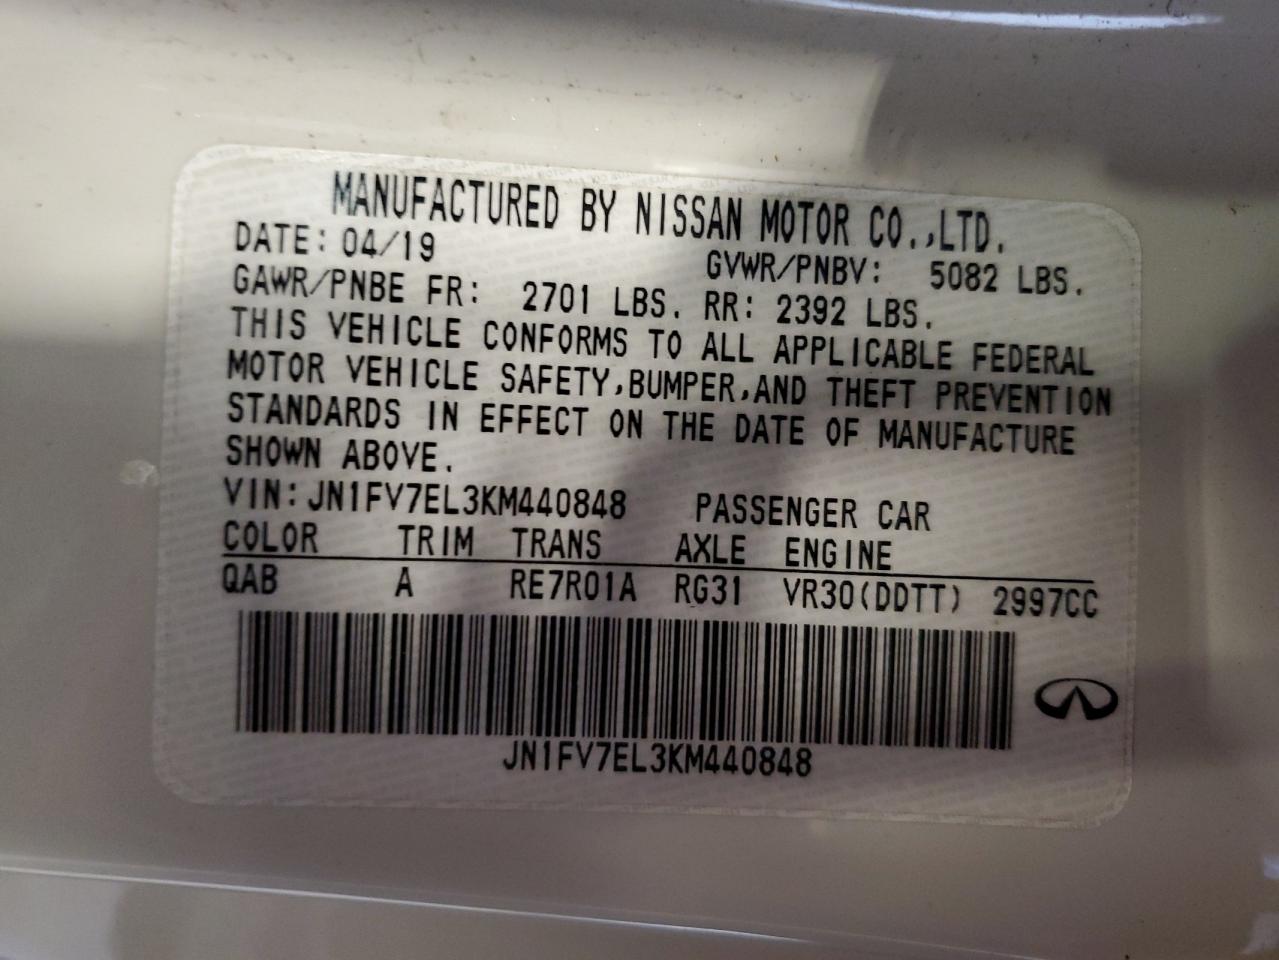 MANUFACTURED BY NISSAN MOTOR CO.,LTD.
DATE: 04/19 GVWR/PNBV: 5082 LBS.
GAWR/PNBE FR: 2701 LBS. RR: 2392 LBS.
THIS VEHICLE CONFORMS TO ALL APPLICABLE FEDERAL
MOTOR VEHICLE SAFETY,BUMPER,AND THEFT PREVENTION
STANDARDS IN EFFECT ON THE DATE OF MANUFACTURE
SHOWN ABOVE.
VIN: JN1FV7EL3KM440848 PASSENGER CAR
COLOR TRIM TRANS AXLE ENGINE
QAB A RE7R01A RG31 VR30(DDTT) 2997CC
JN1FV7EL3KM440848